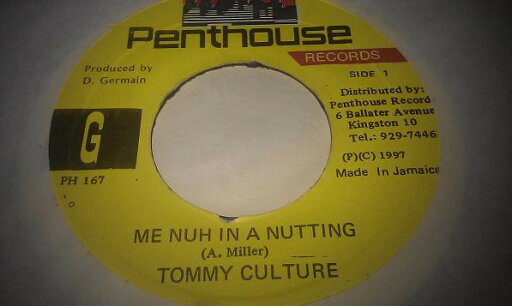 Penthouse
RECORDS
Produced by
D. Germain
SIDE 1
Distributed by:
Penthouse Record
6 Ballater Avenue
Kingston 10
Tel.: 929-7446
(P)(C) 1997
Made In Jamaica
G
PH 167
ME NUH IN A NUTTING
(A. Miller)
TOMMY CULTURE